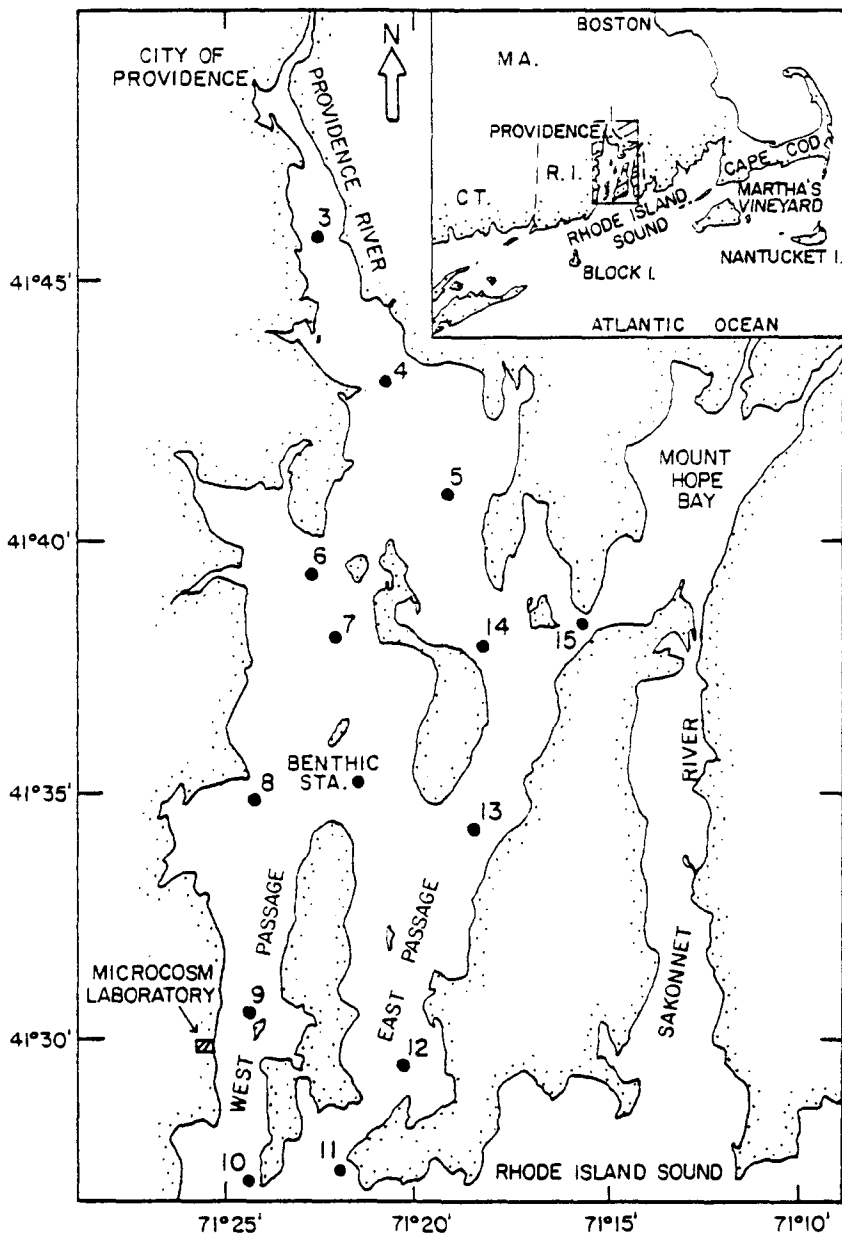 CITY OF
PROVIDENCE
N
PROVIDENCE
RIVER
BOSTON
MA.
PROVIDENCE
R.I.
CT.
CAPE COD
MARTHA'S
VINEYARD
RHODE ISLAND
SOUND
NANTUCKET I.
BLOCK I.
ATLANTIC OCEAN
3
41°45'
4
MOUNT
HOPE
BAY
5
41°40'
6
7
14
15
BENTHIC
STA.
8
41°35'
13
RIVER
SAKONNET
WEST
PASSAGE
EAST
PASSAGE
MICROCOSM
LABORATORY
9
41°30'
12
10
11
RHODE ISLAND SOUND
71°25'
71°20'
71°15'
71°10'